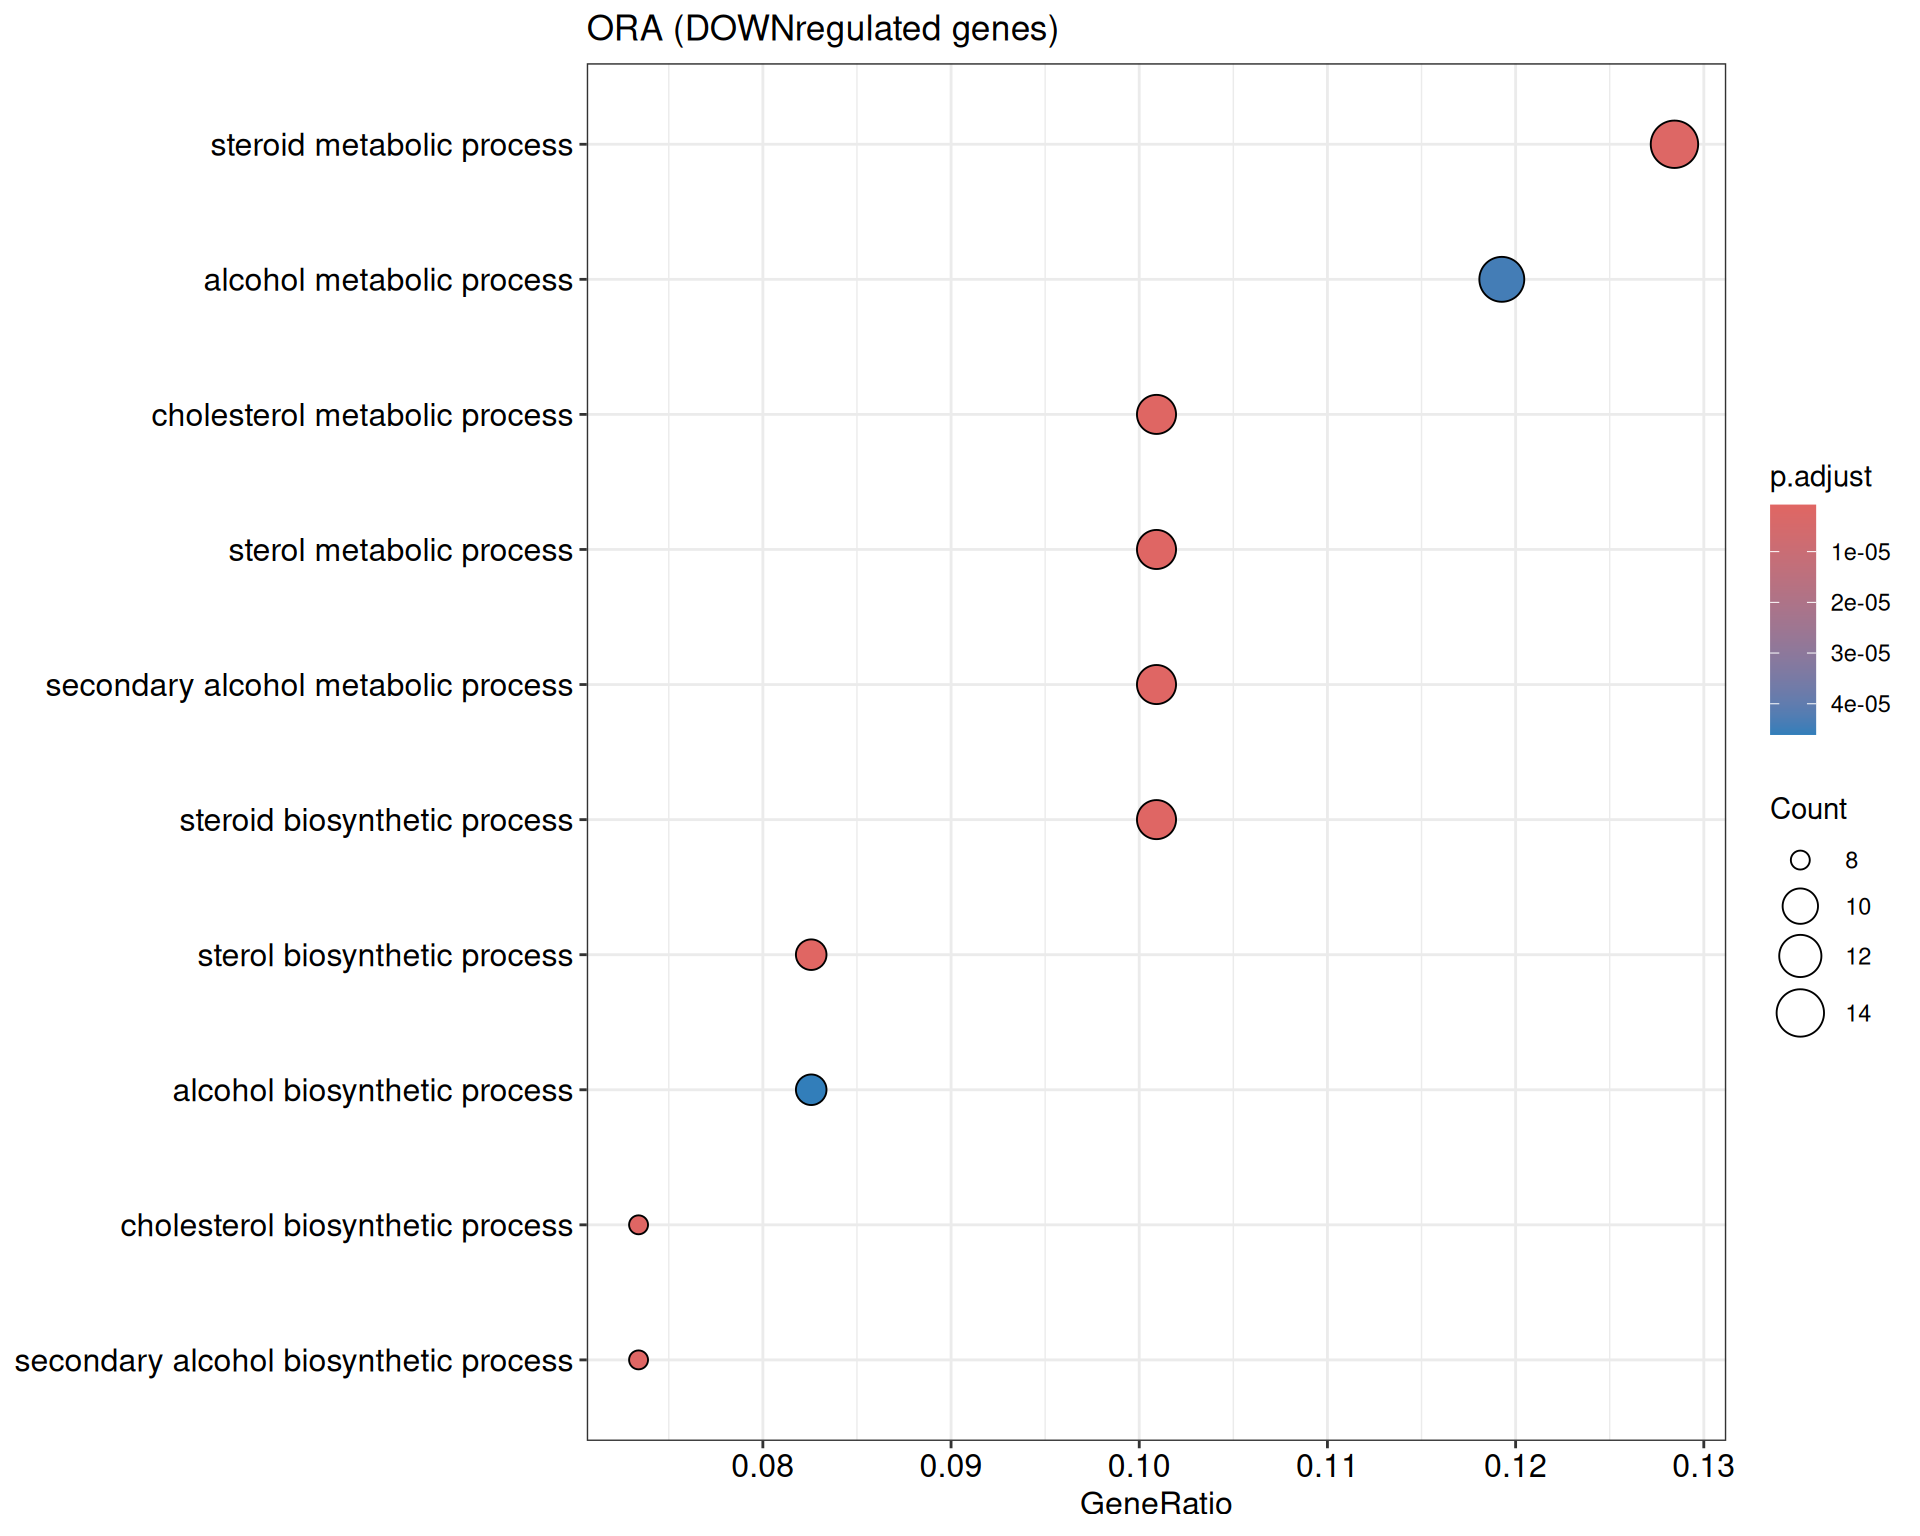 ORA (DOWNregulated genes)
steroid metabolic process
alcohol metabolic process
cholesterol metabolic process
sterol metabolic process
secondary alcohol metabolic process
steroid biosynthetic process
sterol biosynthetic process
alcohol biosynthetic process
cholesterol biosynthetic process
secondary alcohol biosynthetic process
0.08 0.09 0.10 0.11 0.12 0.13
GeneRatio
p.adjust
1e-05
2e-05
3e-05
4e-05
Count
8
10
12
14